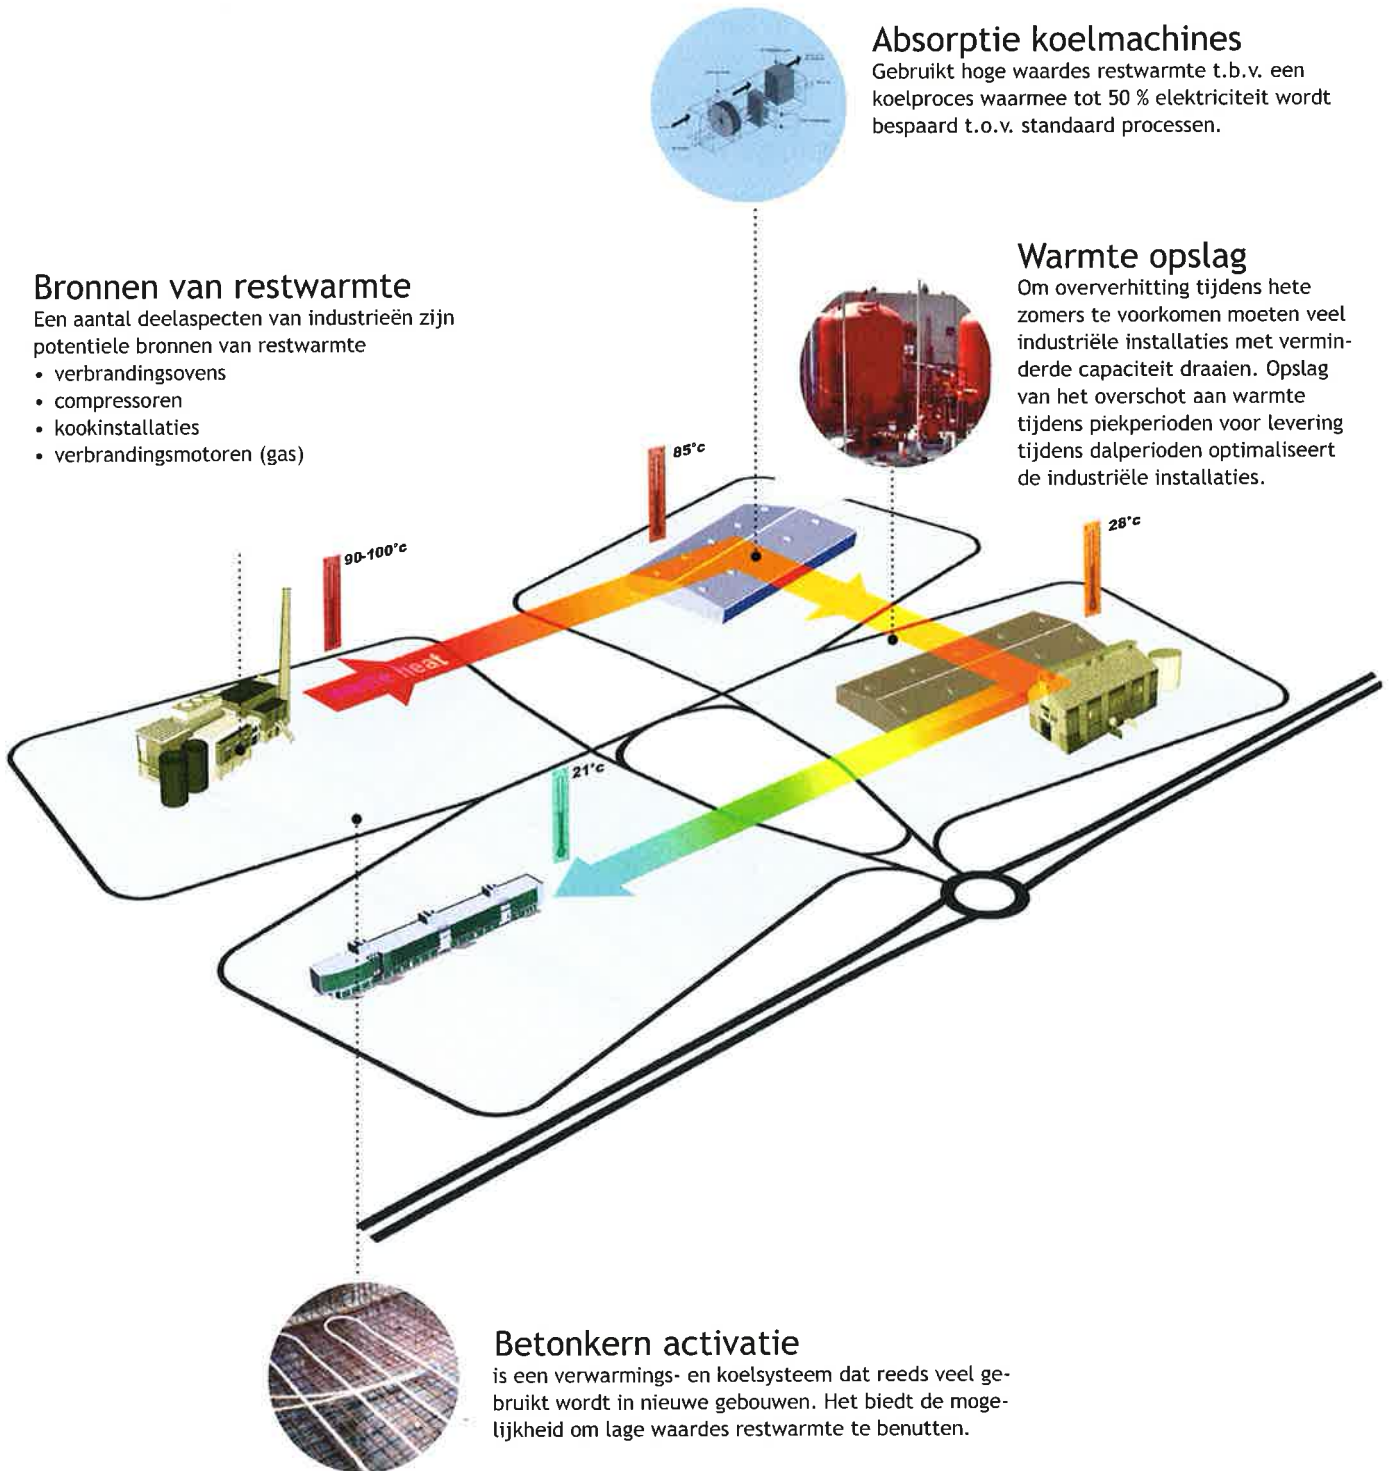 Absorptie koelmachines
Gebruikt hoge waardes restwarmte t.b.v. een
koelproces waarmee tot 50 % elektriciteit wordt
bespaard t.o.v. standaard processen.
Warmte opslag
Om oververhitting tijdens hete
zomers te voorkomen moeten veel
industriële installaties met vermin-
derde capaciteit draaien. Opslag
van het overschot aan warmte
tijdens piekperioden voor levering
tijdens dalperioden optimaliseert
de industriële installaties.
Bronnen van restwarmte
Een aantal deelaspecten van industrieën zijn
potentiele bronnen van restwarmte
• verbrandingsovens
• compressoren
• kookinstallaties
• verbrandingsmotoren (gas)
85°c
28°c
90-100°c
heat
21°c
Betonkern activatie
is een verwarmings- en koelsysteem dat reeds veel ge-
bruikt wordt in nieuwe gebouwen. Het biedt de moge-
lijkheid om lage waardes restwarmte te benutten.